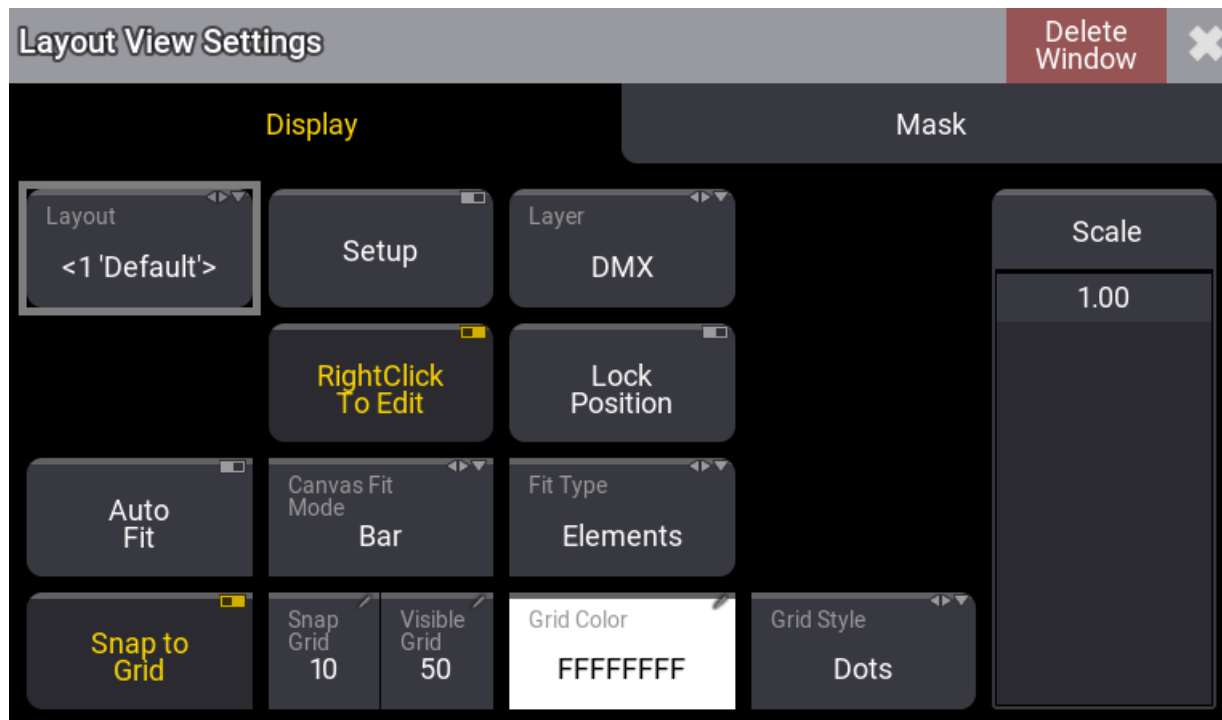 Layout View Settings
Delete
Window
Display
Mask
Layout
<1 'Default'>
Setup
Layer
DMX
Scale
1.00
RightClick
To Edit
Lock
Position
Auto
Fit
Canvas Fit
Mode
Bar
Fit Type
Elements
Snap to
Grid
Snap
Grid
10
Visible
Grid
50
Grid Color
FFFFFFFF
Grid Style
Dots